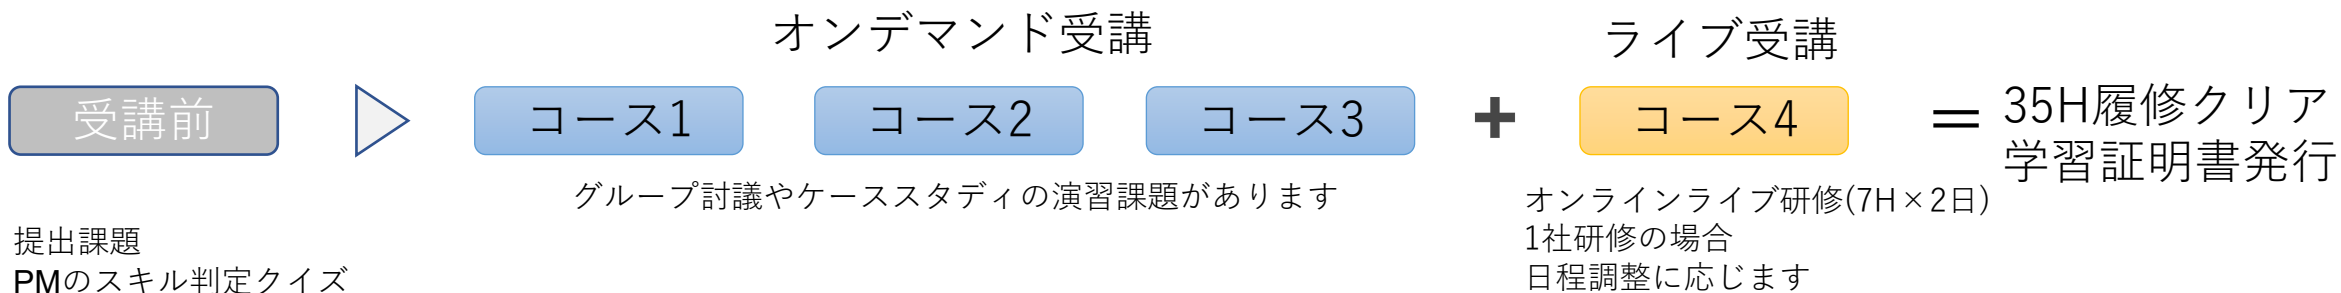 オンデマンド受講
ライブ受講
受講前
コース1
コース2
コース3
+
コース4
=
35H履修クリア
学習証明書発行
グループ討議やケーススタディの演習課題があります
オンラインライブ研修(7H×2日)
1社研修の場合
日程調整に応じます
提出課題
PMのスキル判定クイズ